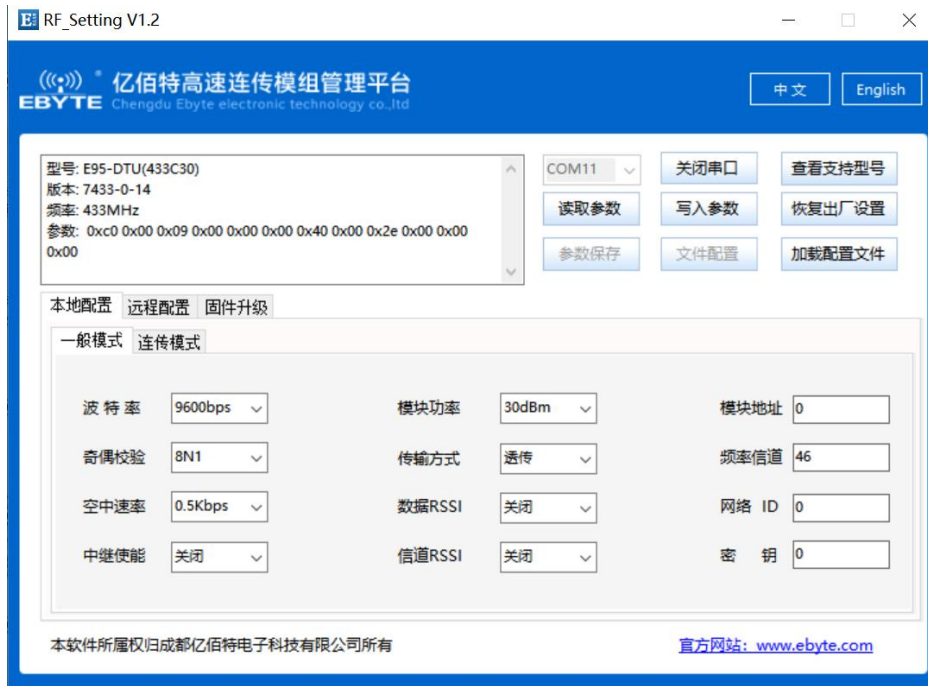 RF_Setting V1.2
亿佰特高速连传模组管理平台
EBYTE Chengdu Ebyte electronic technology co.,ltd
中文 English
型号: E95-DTU(433C30)
版本: 7433-0-14
频率: 433MHz
参数: 0xc0 0x00 0x09 0x00 0x00 0x00 0x40 0x00 0x2e 0x00 0x00
0x00
COM11 关闭串口 查看支持型号
读取参数 写入参数 恢复出厂设置
参数保存 文件配置 加载配置文件
本地配置 远程配置 固件升级
一般模式 连传模式
波特率 9600bps 模块功率 30dBm 模块地址 0
奇偶校验 8N1 传输方式 透传 频率信道 46
空中速率 0.5Kbps 数据RSSI 关闭 网络 ID 0
中继使能 关闭 信道RSSI 关闭 密 钥 0
本软件所属权归成都亿佰特电子科技有限公司所有 官方网站：www.ebyte.com